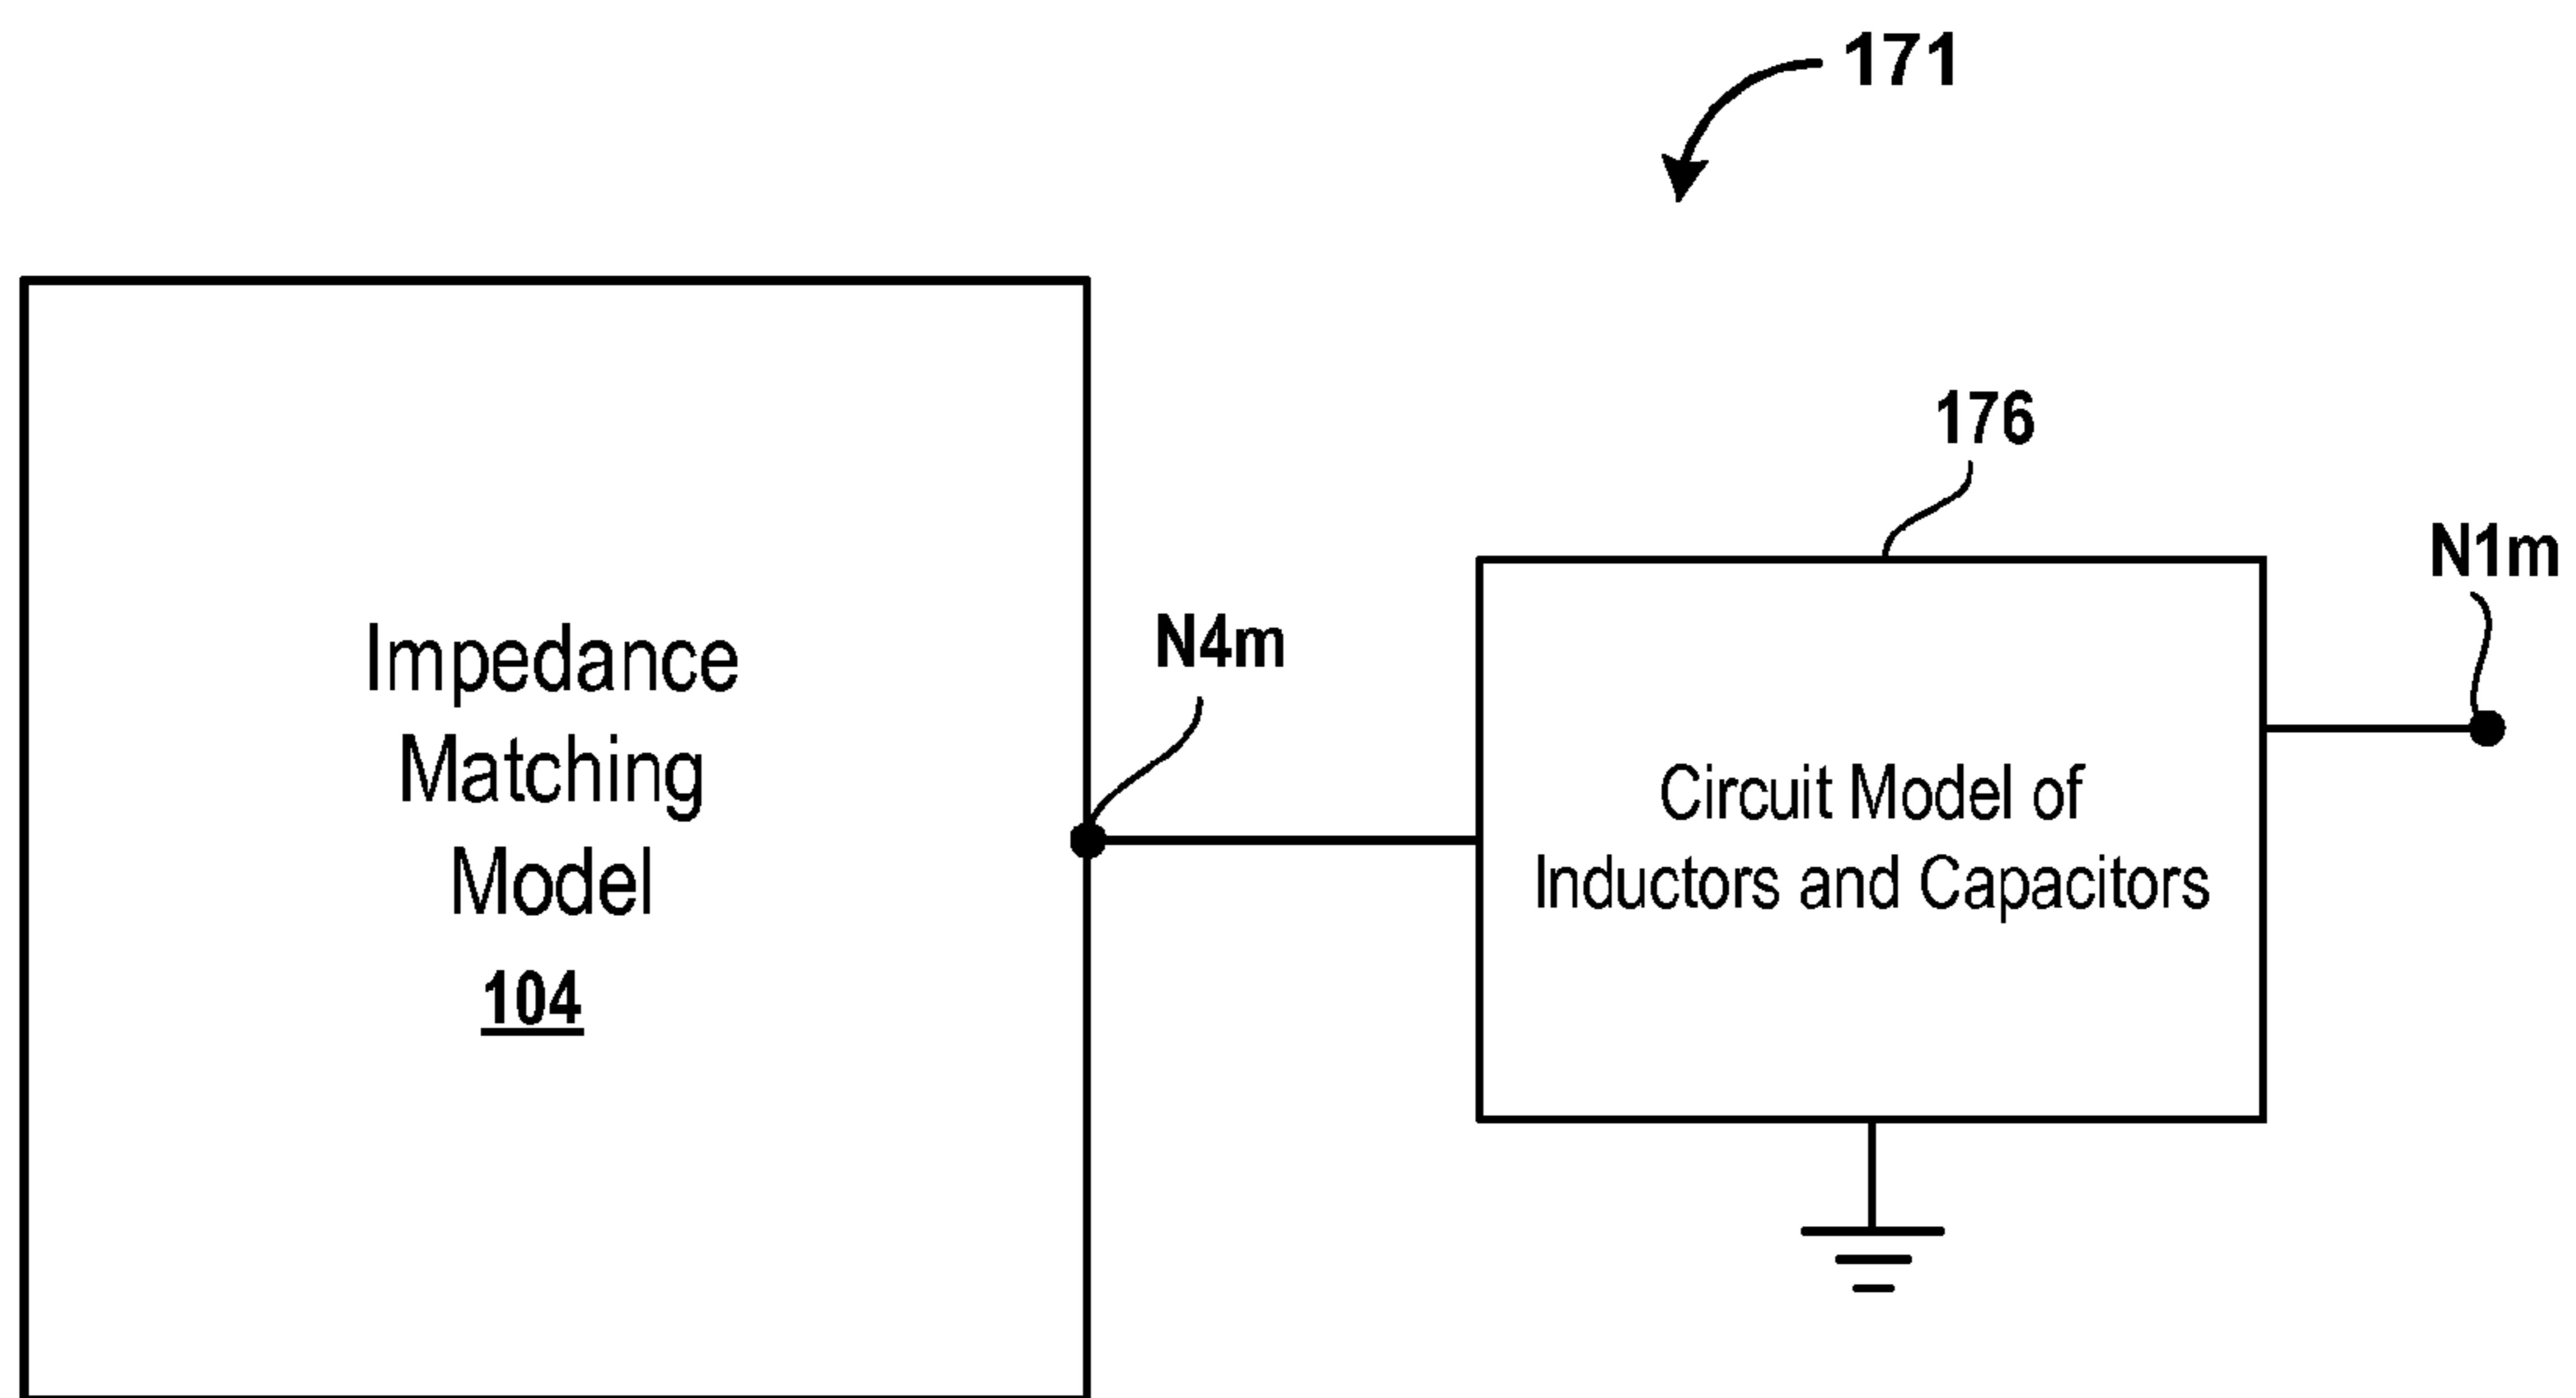 171
176
N1m
N4m
Impedance
Matching
Model
104
Circuit Model of
Inductors and Capacitors